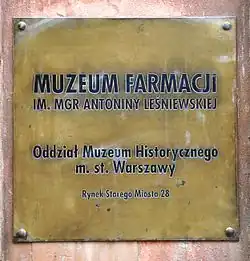 MUZEUM FARMACJi
IM. MGR ANTONINY LEŚNIEWSKIEJ
Oddział Muzeum Historycznego
m. st. Warszawy
Rynek Starego Miasta 28